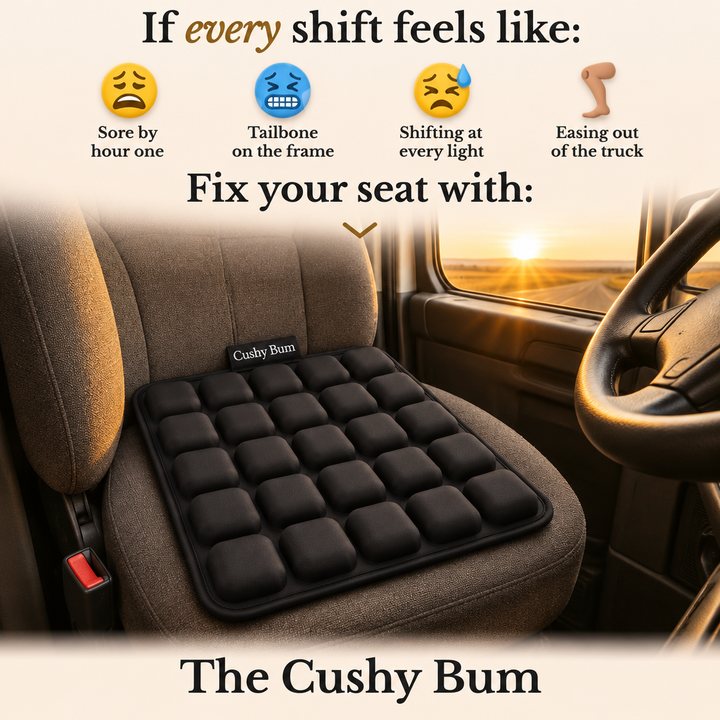 If every shift feels like:
Sore by
hour one
Tailbone
on the frame
Shifting at
every light
Easing out
of the truck
Fix your seat with:
Cushy Bum
The Cushy Bum